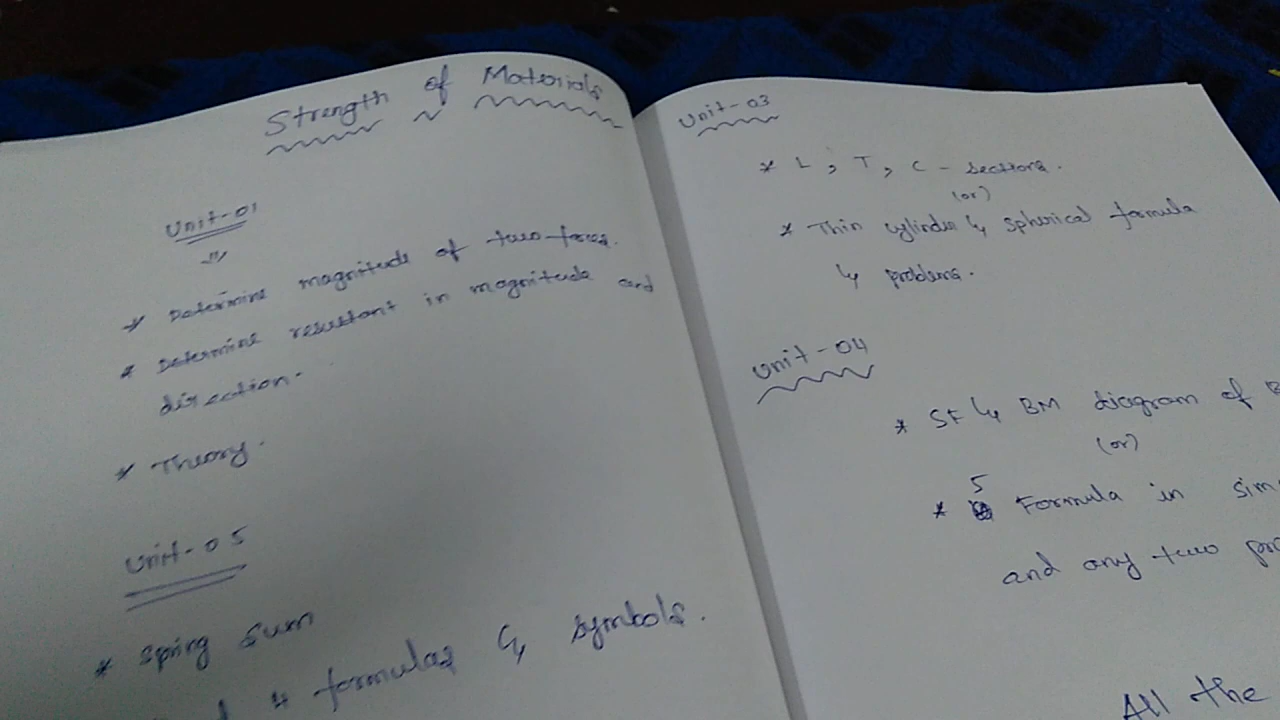 Strength of Materials
Unit-01
* Determine magnitude of two forces.
* Determine resultant in magnitude and
direction.
* Theory.
Unit-05
* spring sum
4 formulas & symbols.
Unit-03
* L, T, C - sections.
(or)
* Thin cylinder & spherical formula
& problems.
Unit-04
* SF & BM diagram of
(or)
* 5 Formula in
and any two
All the